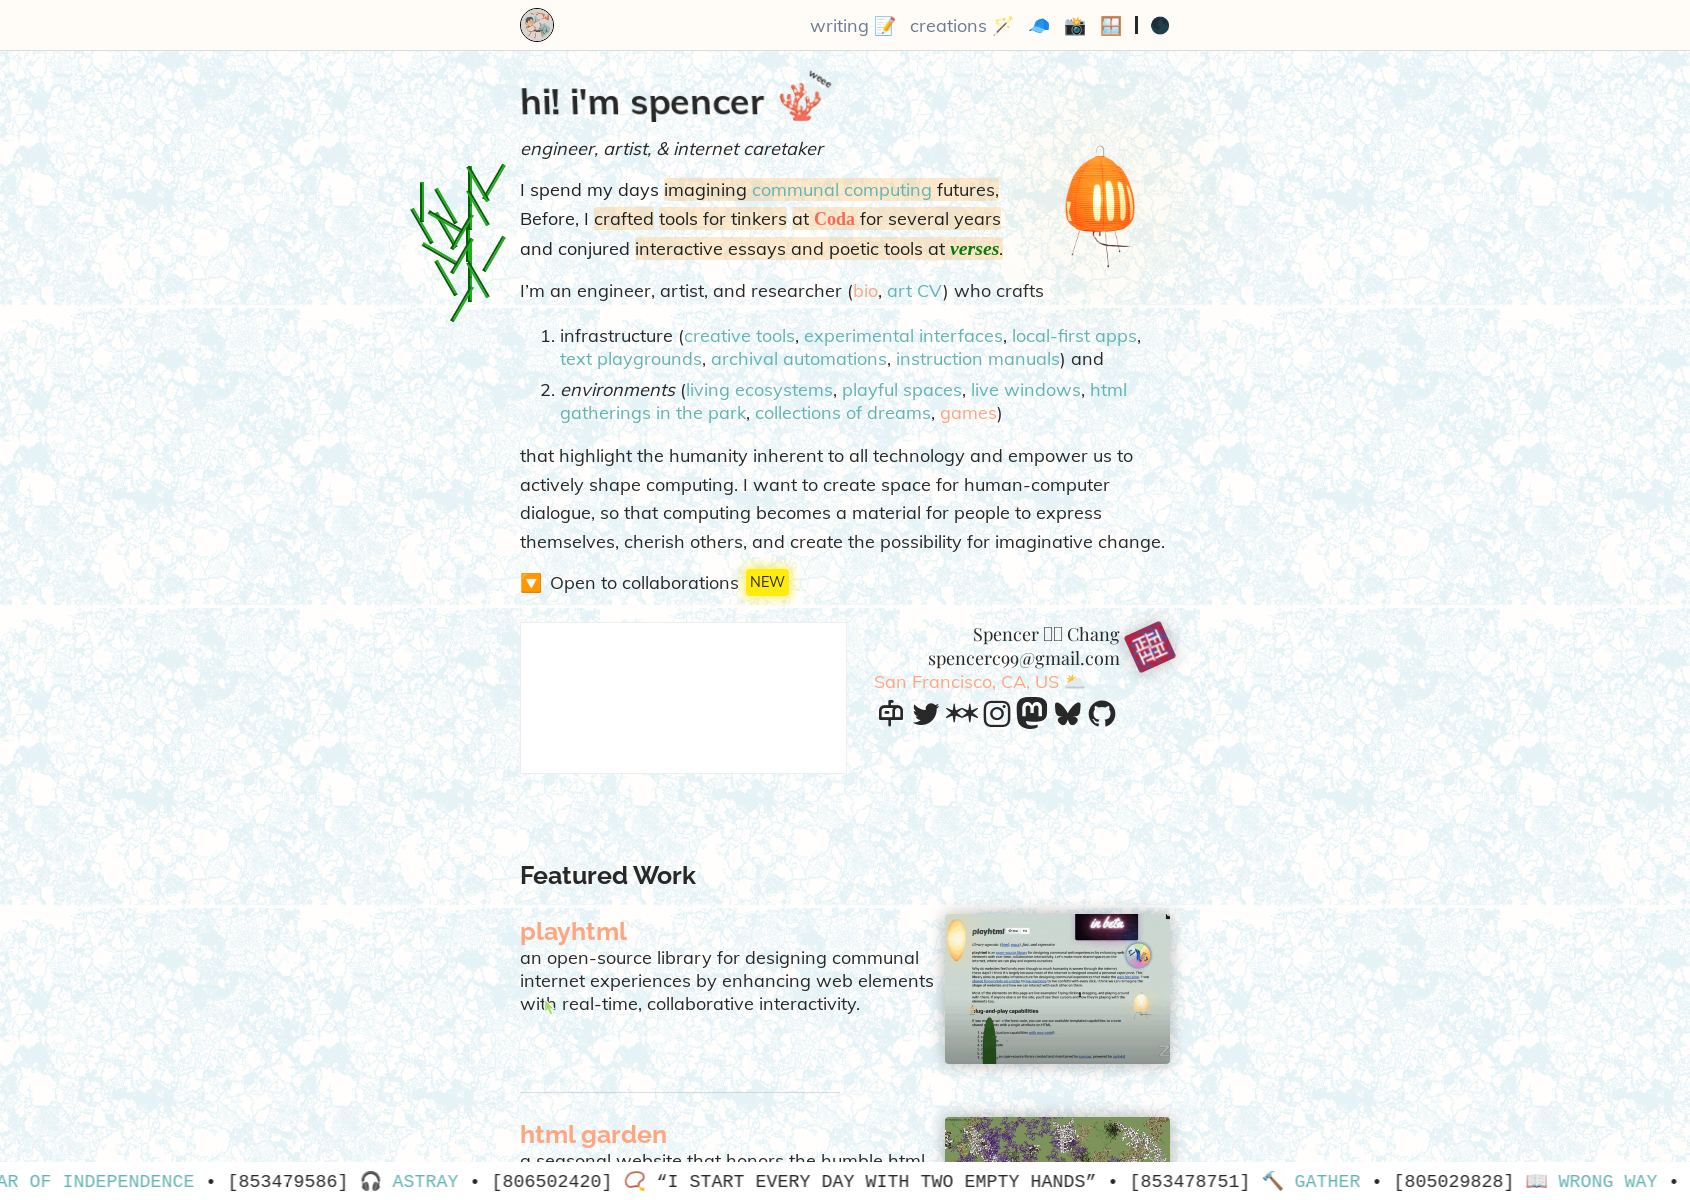 writing 📝 creations 🪄 🧢 📸 🪟 | 🌑
hi! i'm spencer
weee
engineer, artist, & internet caretaker
I spend my days imagining communal computing futures,
Before, I crafted tools for tinkers at Coda for several years
and conjured interactive essays and poetic tools at verses.
I'm an engineer, artist, and researcher (bio, art CV) who crafts
1. infrastructure (creative tools, experimental interfaces, local-first apps,
text playgrounds, archival automations, instruction manuals) and
2. environments (living ecosystems, playful spaces, live windows, html
gatherings in the park, collections of dreams, games)
that highlight the humanity inherent to all technology and empower us to
actively shape computing. I want to create space for human-computer
dialogue, so that computing becomes a material for people to express
themselves, cherish others, and create the possibility for imaginative change.
🔽 Open to collaborations NEW
Spencer Chang
spencerc99@gmail.com
San Francisco, CA, US 🌥️
Featured Work
playhtml
an open-source library for designing communal
internet experiences by enhancing web elements
with real-time, collaborative interactivity.
in beta
playhtml
plug-and-play capabilities
html garden
a seasonal website that honors the humble html
AR OF INDEPENDENCE • [853479586] 🎧 ASTRAY • [806502420] 📿 “I START EVERY DAY WITH TWO EMPTY HANDS” • [853478751] 🔨 GATHER • [805029828] 📖 WRONG WAY •